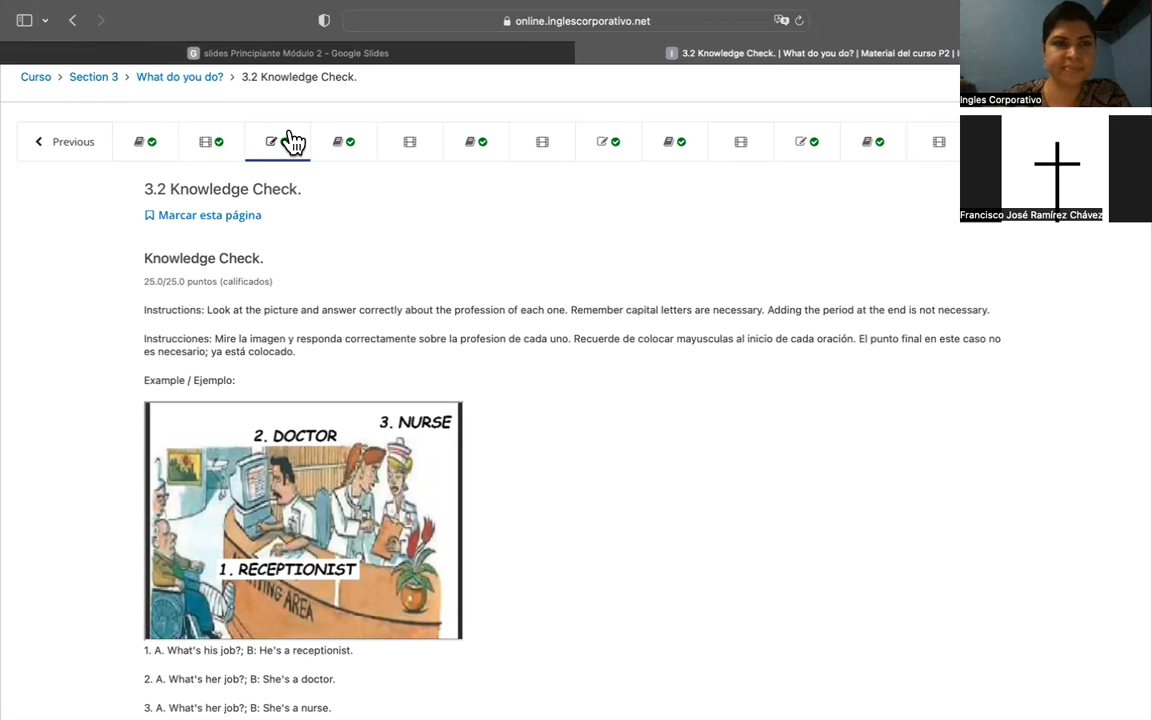 online.inglescorporativo.net
slides Principiante Módulo 2 - Google Slides
3.2 Knowledge Check. | What do you do? | Material del curso P2 |
Curso > Section 3 > What do you do? > 3.2 Knowledge Check.
Ingles Corporativo
Previous
Francisco José Ramírez Chávez
3.2 Knowledge Check.
Marcar esta página
Knowledge Check.
25.0/25.0 puntos (calificados)
Instructions: Look at the picture and answer correctly about the profession of each one. Remember capital letters are necessary. Adding the period at the end is not necessary.
Instrucciones: Mire la imagen y responda correctamente sobre la profesion de cada uno. Recuerde de colocar mayusculas al inicio de cada oración. El punto final en este caso no
es necesario; ya está colocado.
Example / Ejemplo:
3. NURSE
2. DOCTOR
1. RECEPTIONIST
AREA
1. A. What's his job?; B: He's a receptionist.
2. A. What's her job?; B: She's a doctor.
3. A. What's her job?; B: She's a nurse.